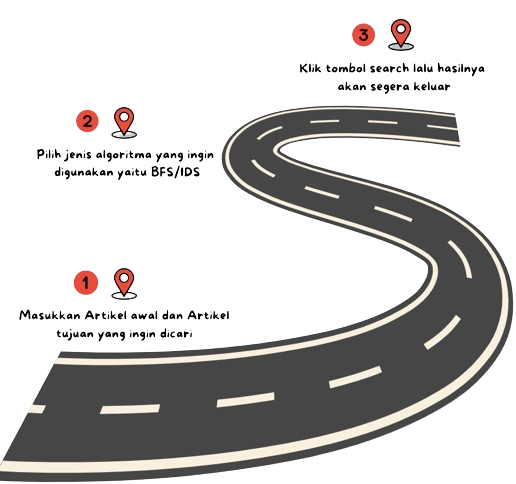 3
Klik tombol search lalu hasilnya
akan segera keluar
2
Pilih jenis algoritma yang ingin
digunakan yaitu BFS/IDS
1
Masukkan Artikel awal dan Artikel
tujuan yang ingin dicari